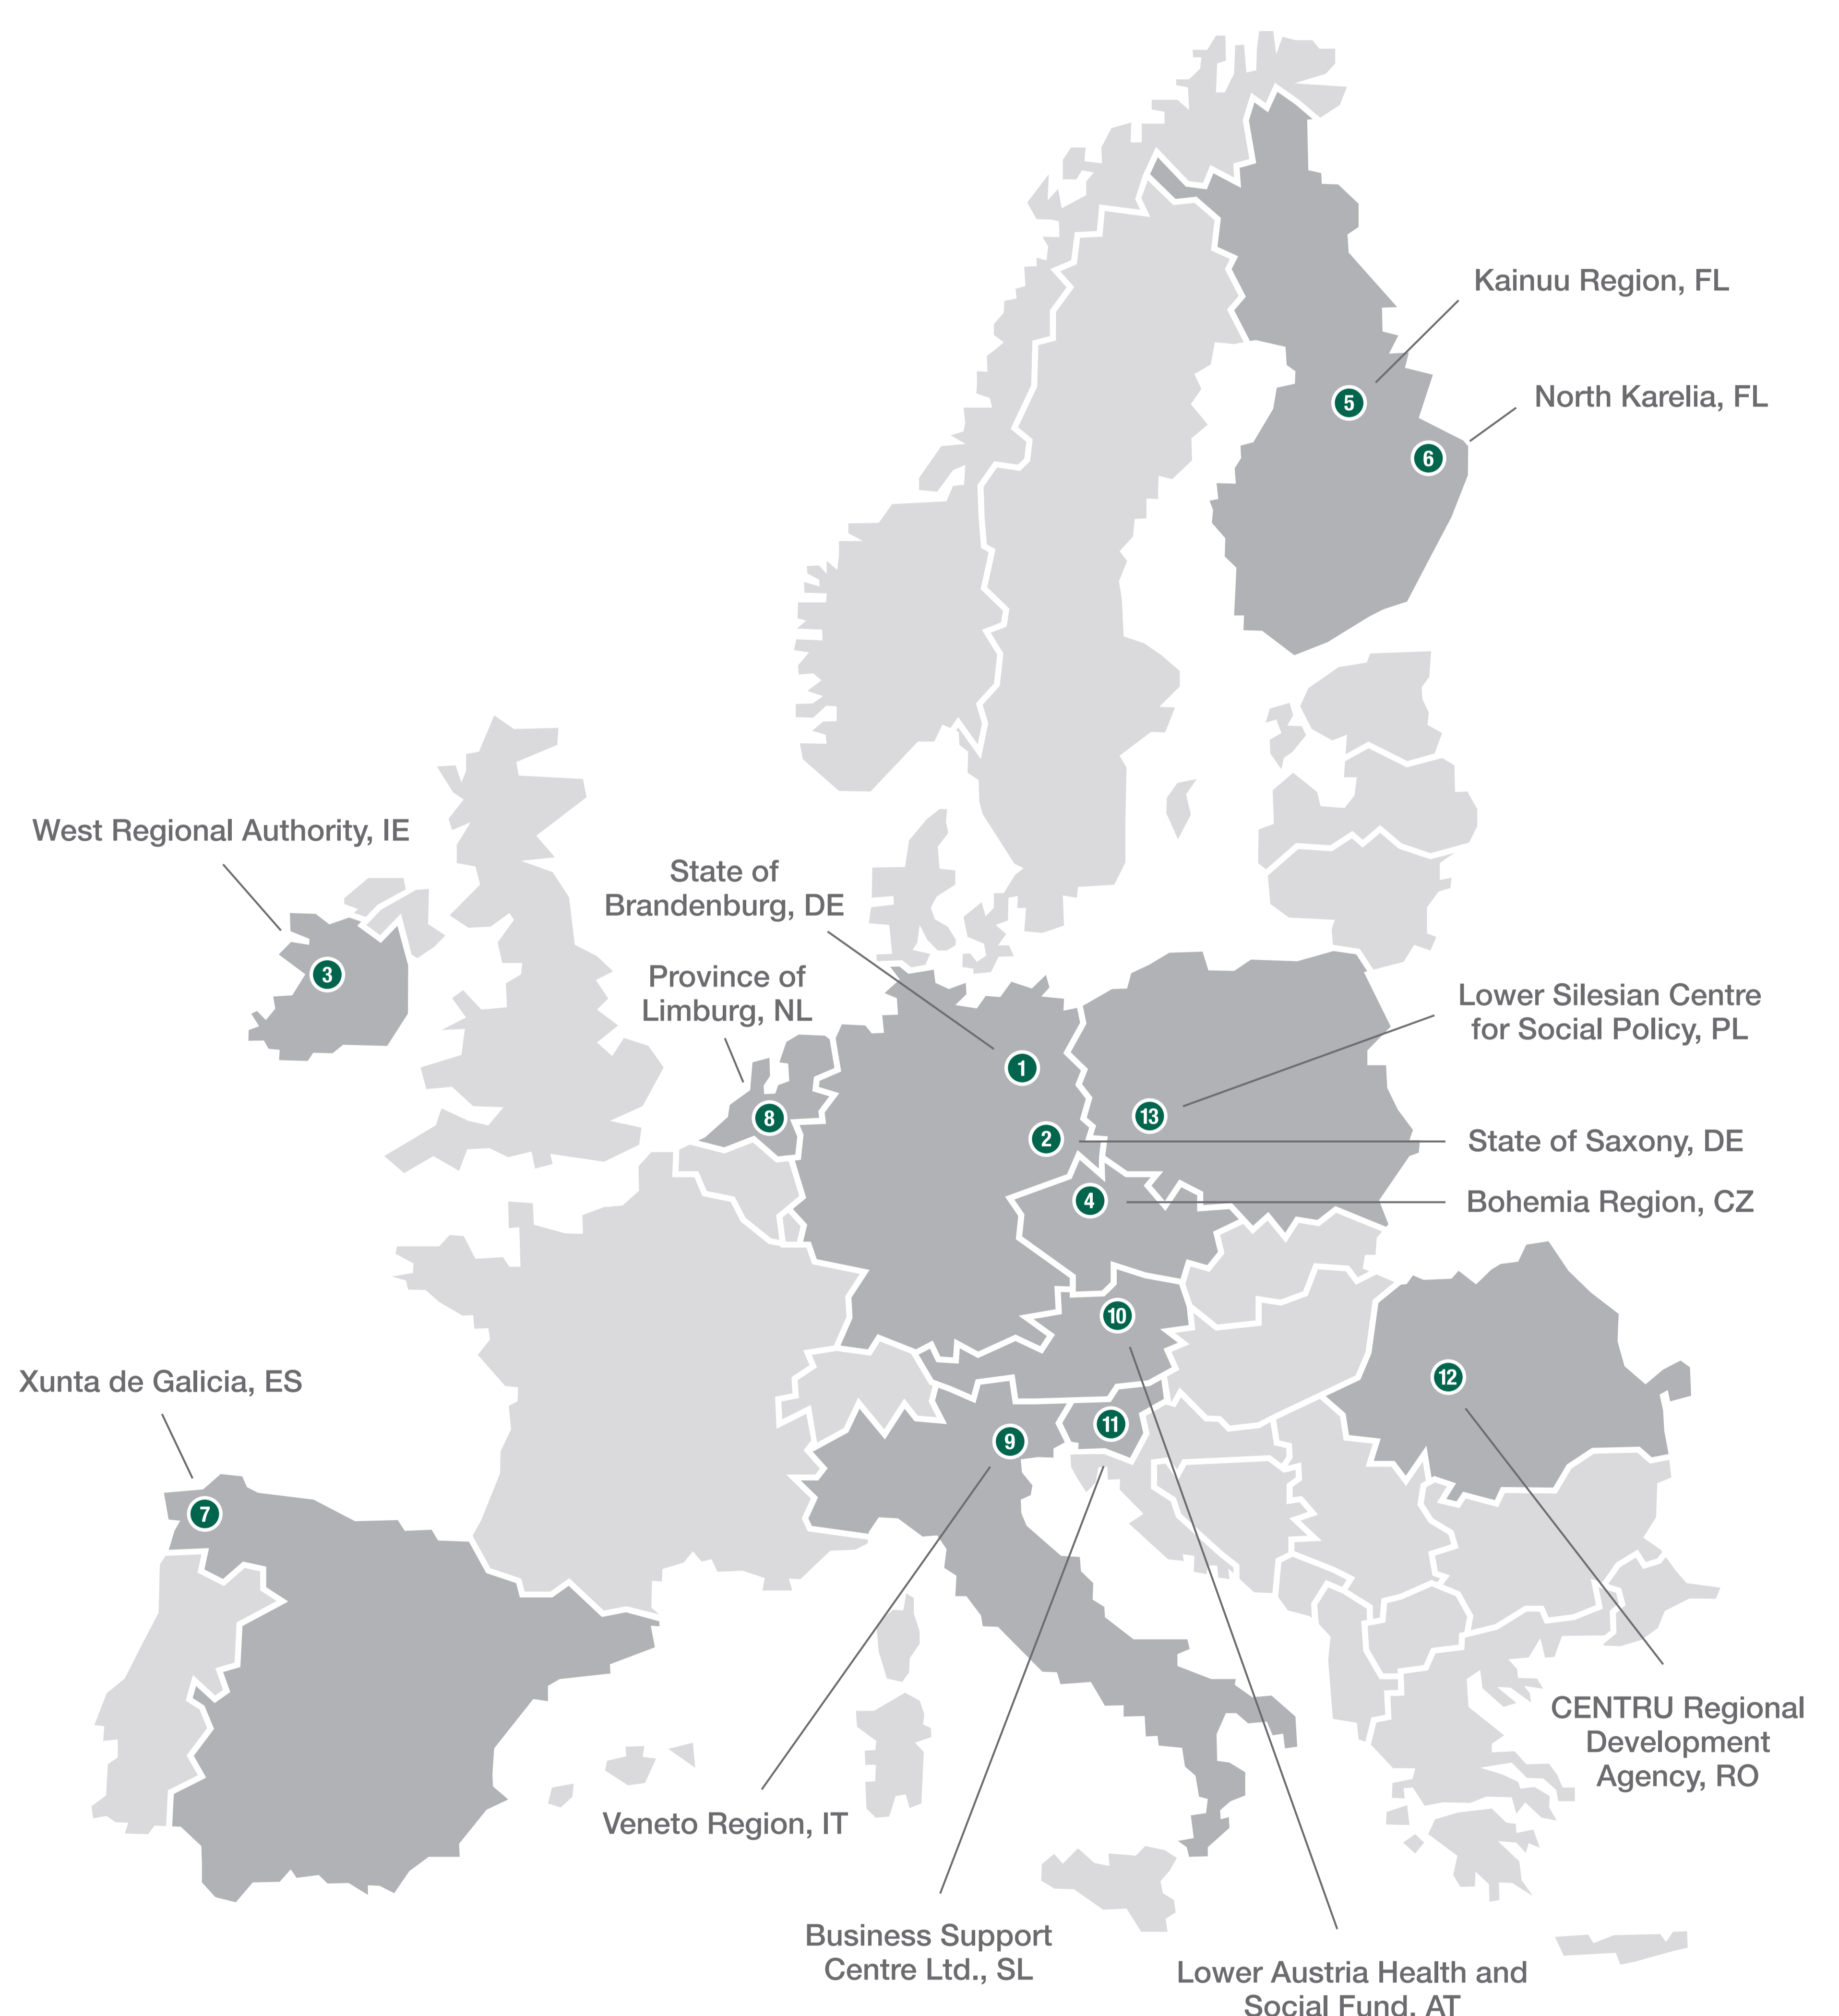 Kainuu Region, FL
5
North Karelia, FL
6
West Regional Authority, IE
3
State of
Brandenburg, DE
Province of
Limburg, NL
Lower Silesian Centre
for Social Policy, PL
1
8
13
2
State of Saxony, DE
4
Bohemia Region, CZ
10
Xunta de Galicia, ES
12
11
9
7
CENTRU Regional
Development
Agency, RO
Veneto Region, IT
Business Support
Centre Ltd., SL
Lower Austria Health and
Social Fund, AT